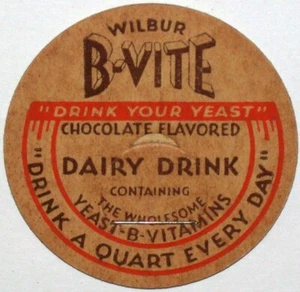 WILBUR
B-VITE
"DRINK YOUR YEAST"
CHOCOLATE FLAVORED
DAIRY DRINK
CONTAINING
THE WHOLESOME
YEAST-B-VITAMINS
"DRINK A QUART EVERY DAY"